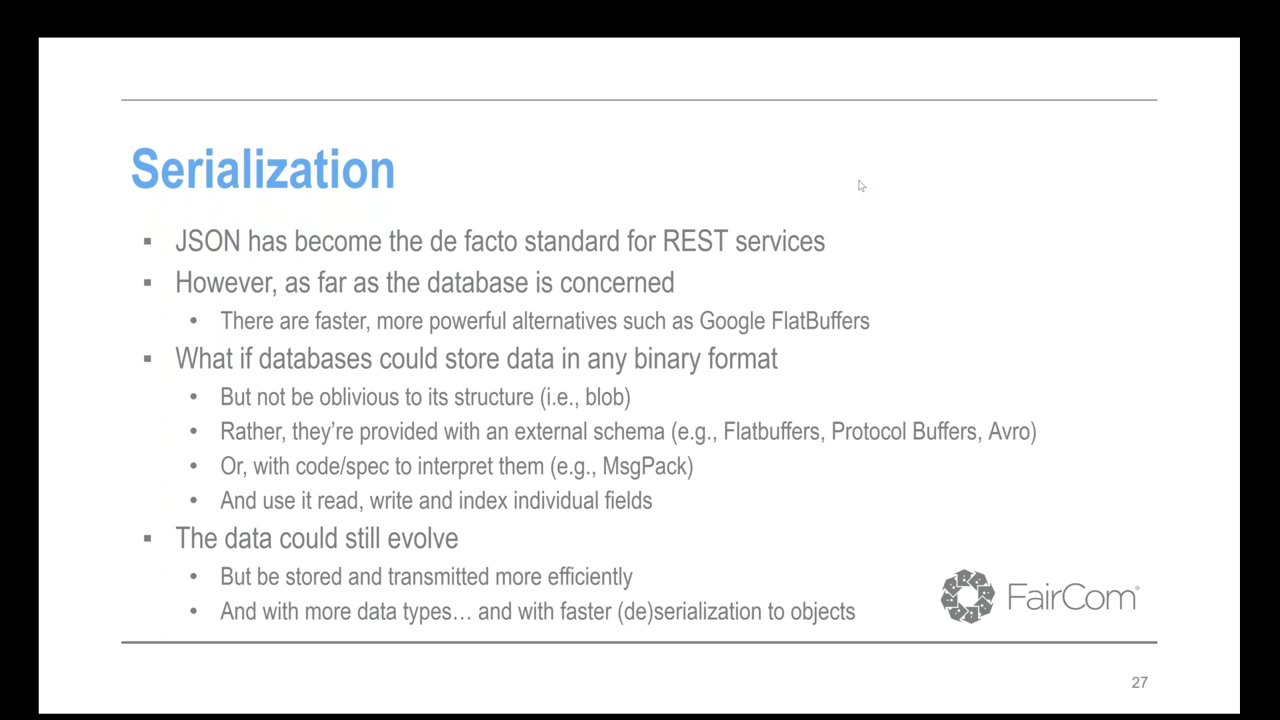 Serialization
▪ JSON has become the de facto standard for REST services
▪ However, as far as the database is concerned
• There are faster, more powerful alternatives such as Google FlatBuffers
▪ What if databases could store data in any binary format
• But not be oblivious to its structure (i.e., blob)
• Rather, they're provided with an external schema (e.g., Flatbuffers, Protocol Buffers, Avro)
• Or, with code/spec to interpret them (e.g., MsgPack)
• And use it read, write and index individual fields
▪ The data could still evolve
• But be stored and transmitted more efficiently
• And with more data types… and with faster (de)serialization to objects
FairCom®
27